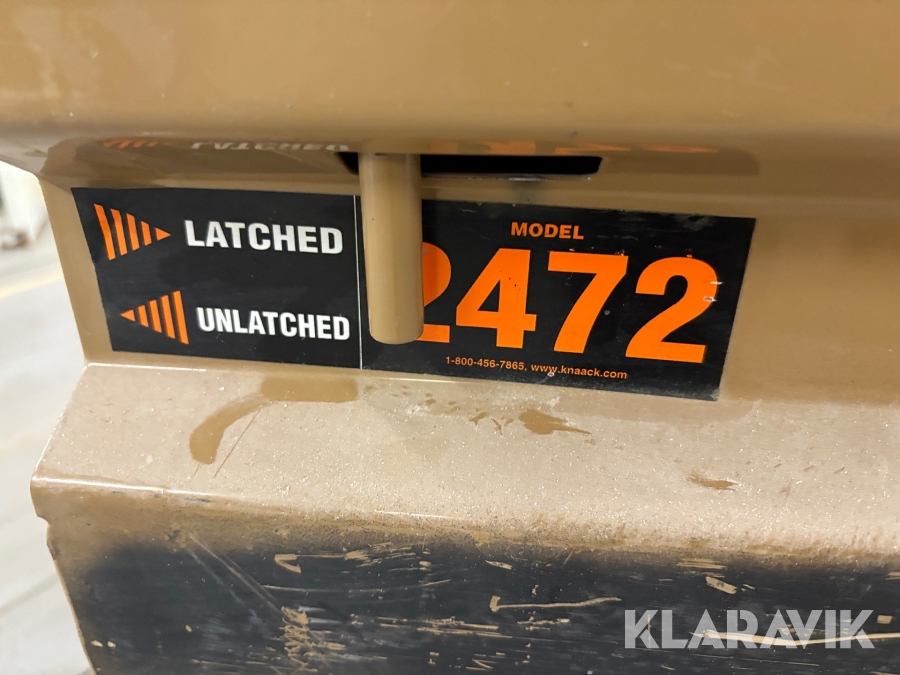 LATCHED
UNLATCHED
MODEL
2472
1-800-456-7865, www.knaack.com
KLARAVIK